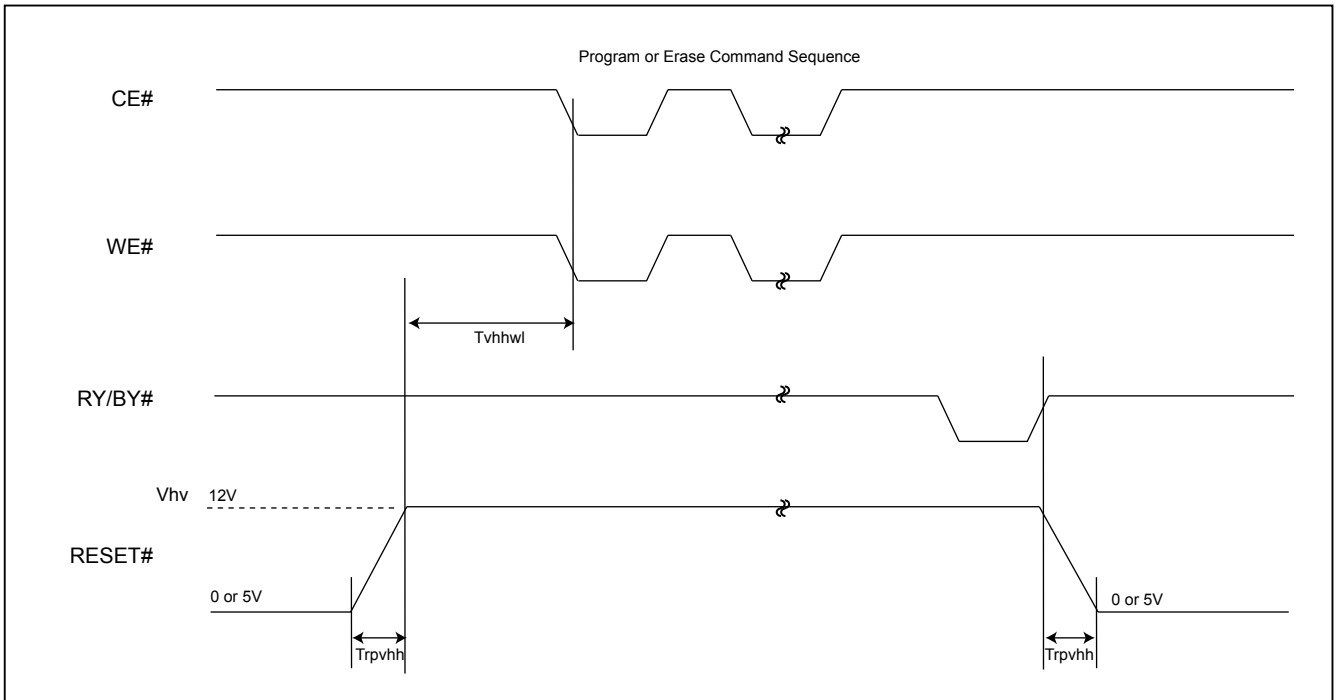 Program or Erase Command Sequence
CE#
WE#
Tvhhwl
RY/BY#
Vhv 12V
RESET#
0 or 5V
0 or 5V
Trpvhh
Trpvhh